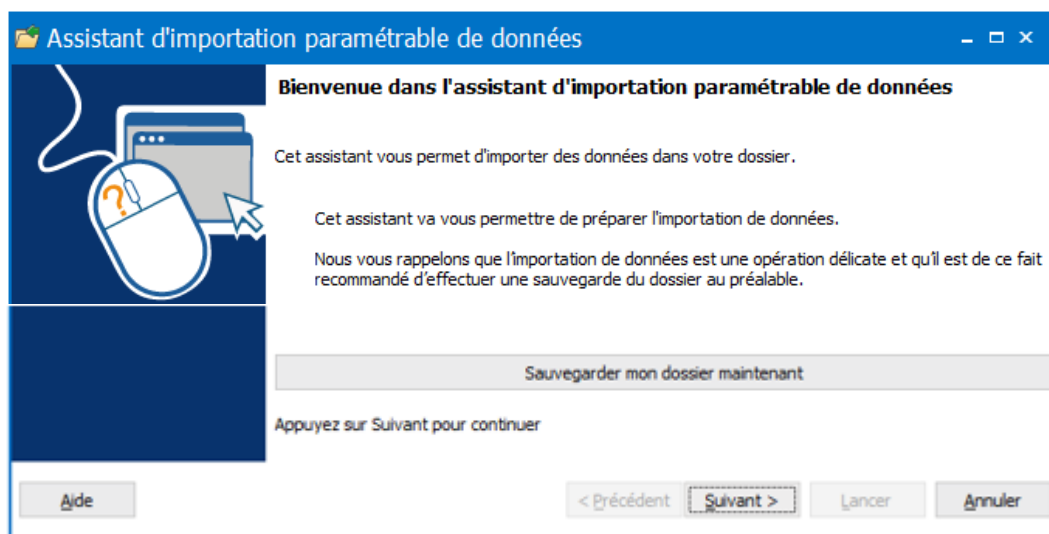 Assistant d'importation paramétrable de données
Bienvenue dans l'assistant d'importation paramétrable de données
Cet assistant vous permet d'importer des données dans votre dossier.
Cet assistant va vous permettre de préparer l'importation de données.
Nous vous rappelons que l'importation de données est une opération délicate et qu'il est de ce fait
recommandé d'effectuer une sauvegarde du dossier au préalable.
Sauvegarder mon dossier maintenant
Appuyez sur Suivant pour continuer
Aide
< Précédent
Suivant >
Lancer
Annuler